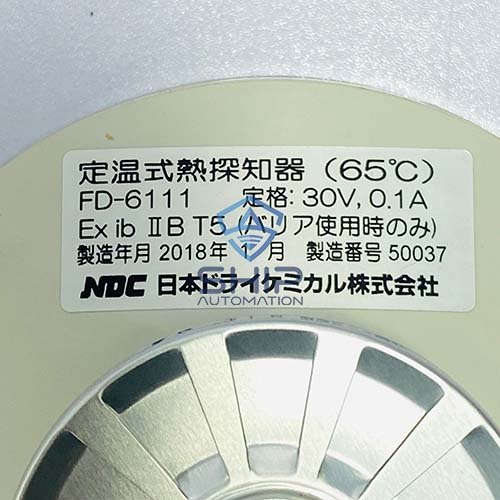 定温式熱探知器 (65℃)
FD-6111 定格: 30V, 0.1A
Ex ib ⅡB T5 (バリア使用時のみ)
製造年月 2018年 1 月 製造番号 50037
NDC 日本ドライケミカル株式会社
SHIP
AUTOMATION